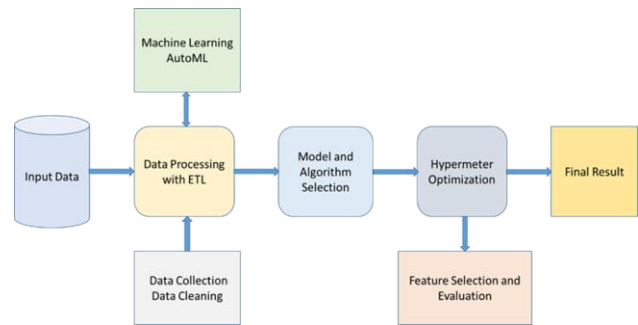 Machine Learning
AutoML
Input Data
Data Processing
with ETL
Model and
Algorithm
Selection
Hypermeter
Optimization
Final Result
Data Collection
Data Cleaning
Feature Selection and
Evaluation